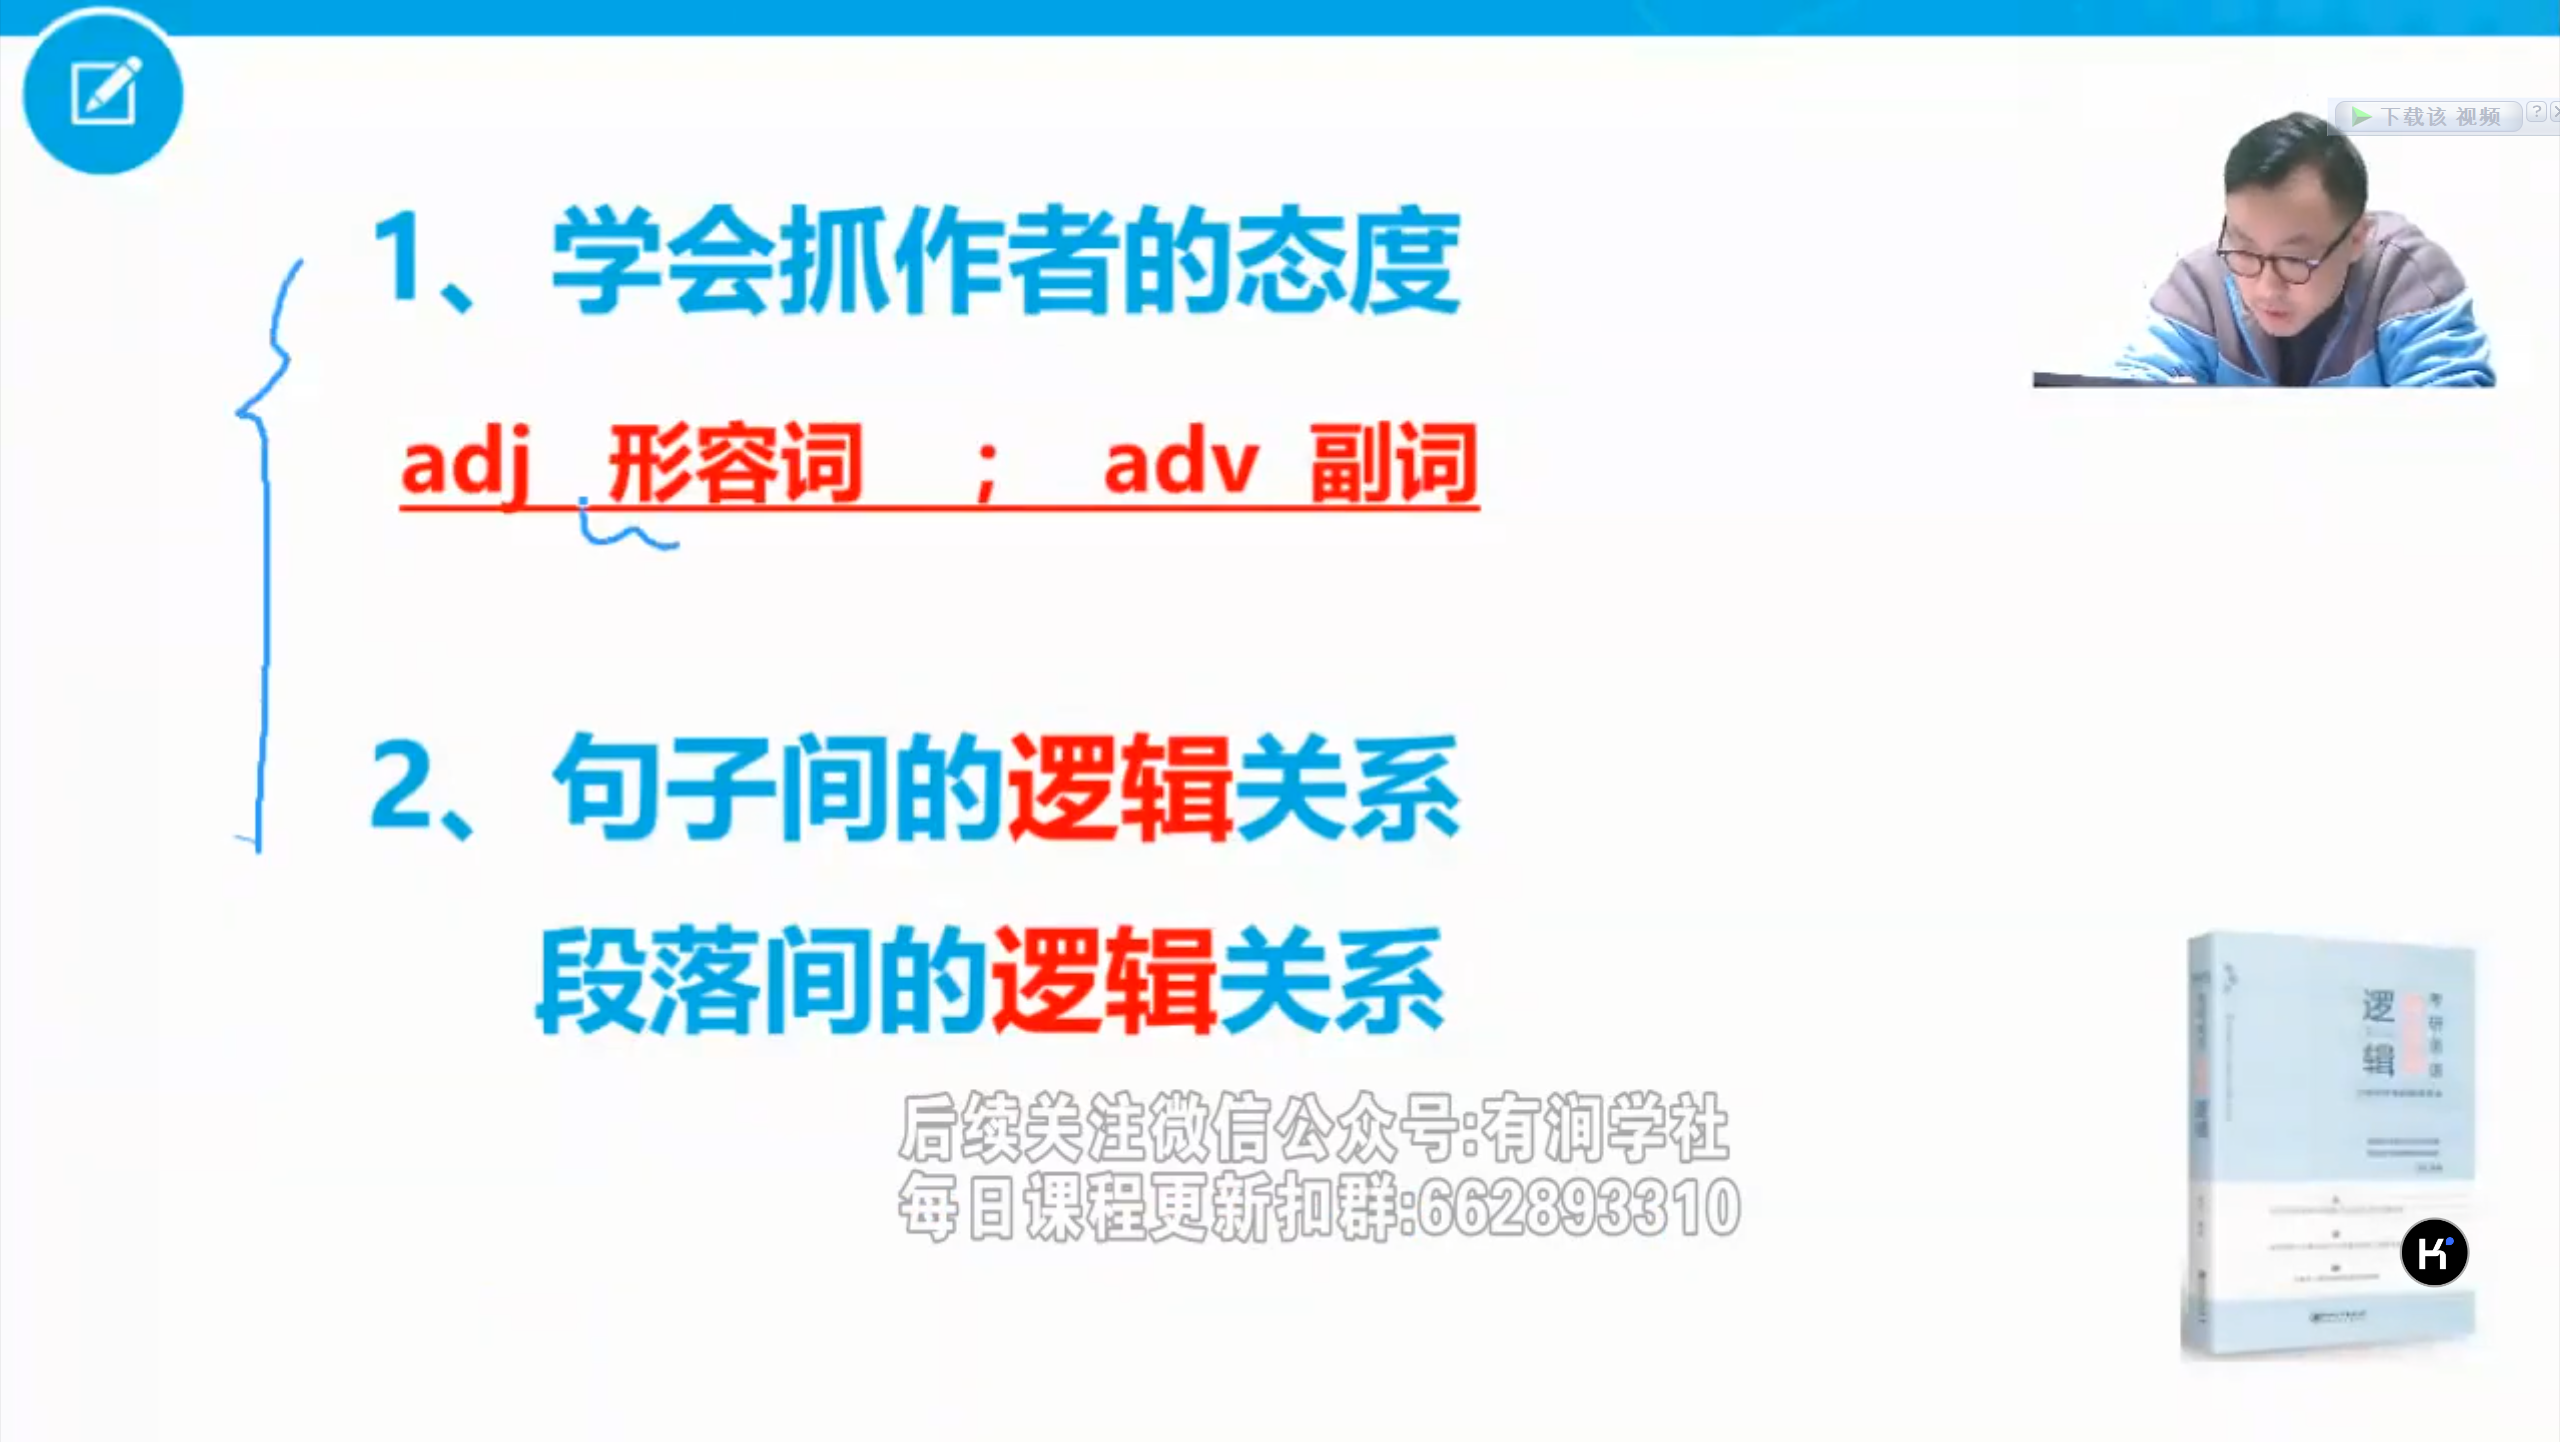 下载该 视频
1、学会抓作者的态度
adj 形容词 ； adv 副词
2、句子间的逻辑关系
段落间的逻辑关系
后续关注微信公众号:有润学社
每日课程更新扣群:662893310
逻辑
考研英语
K